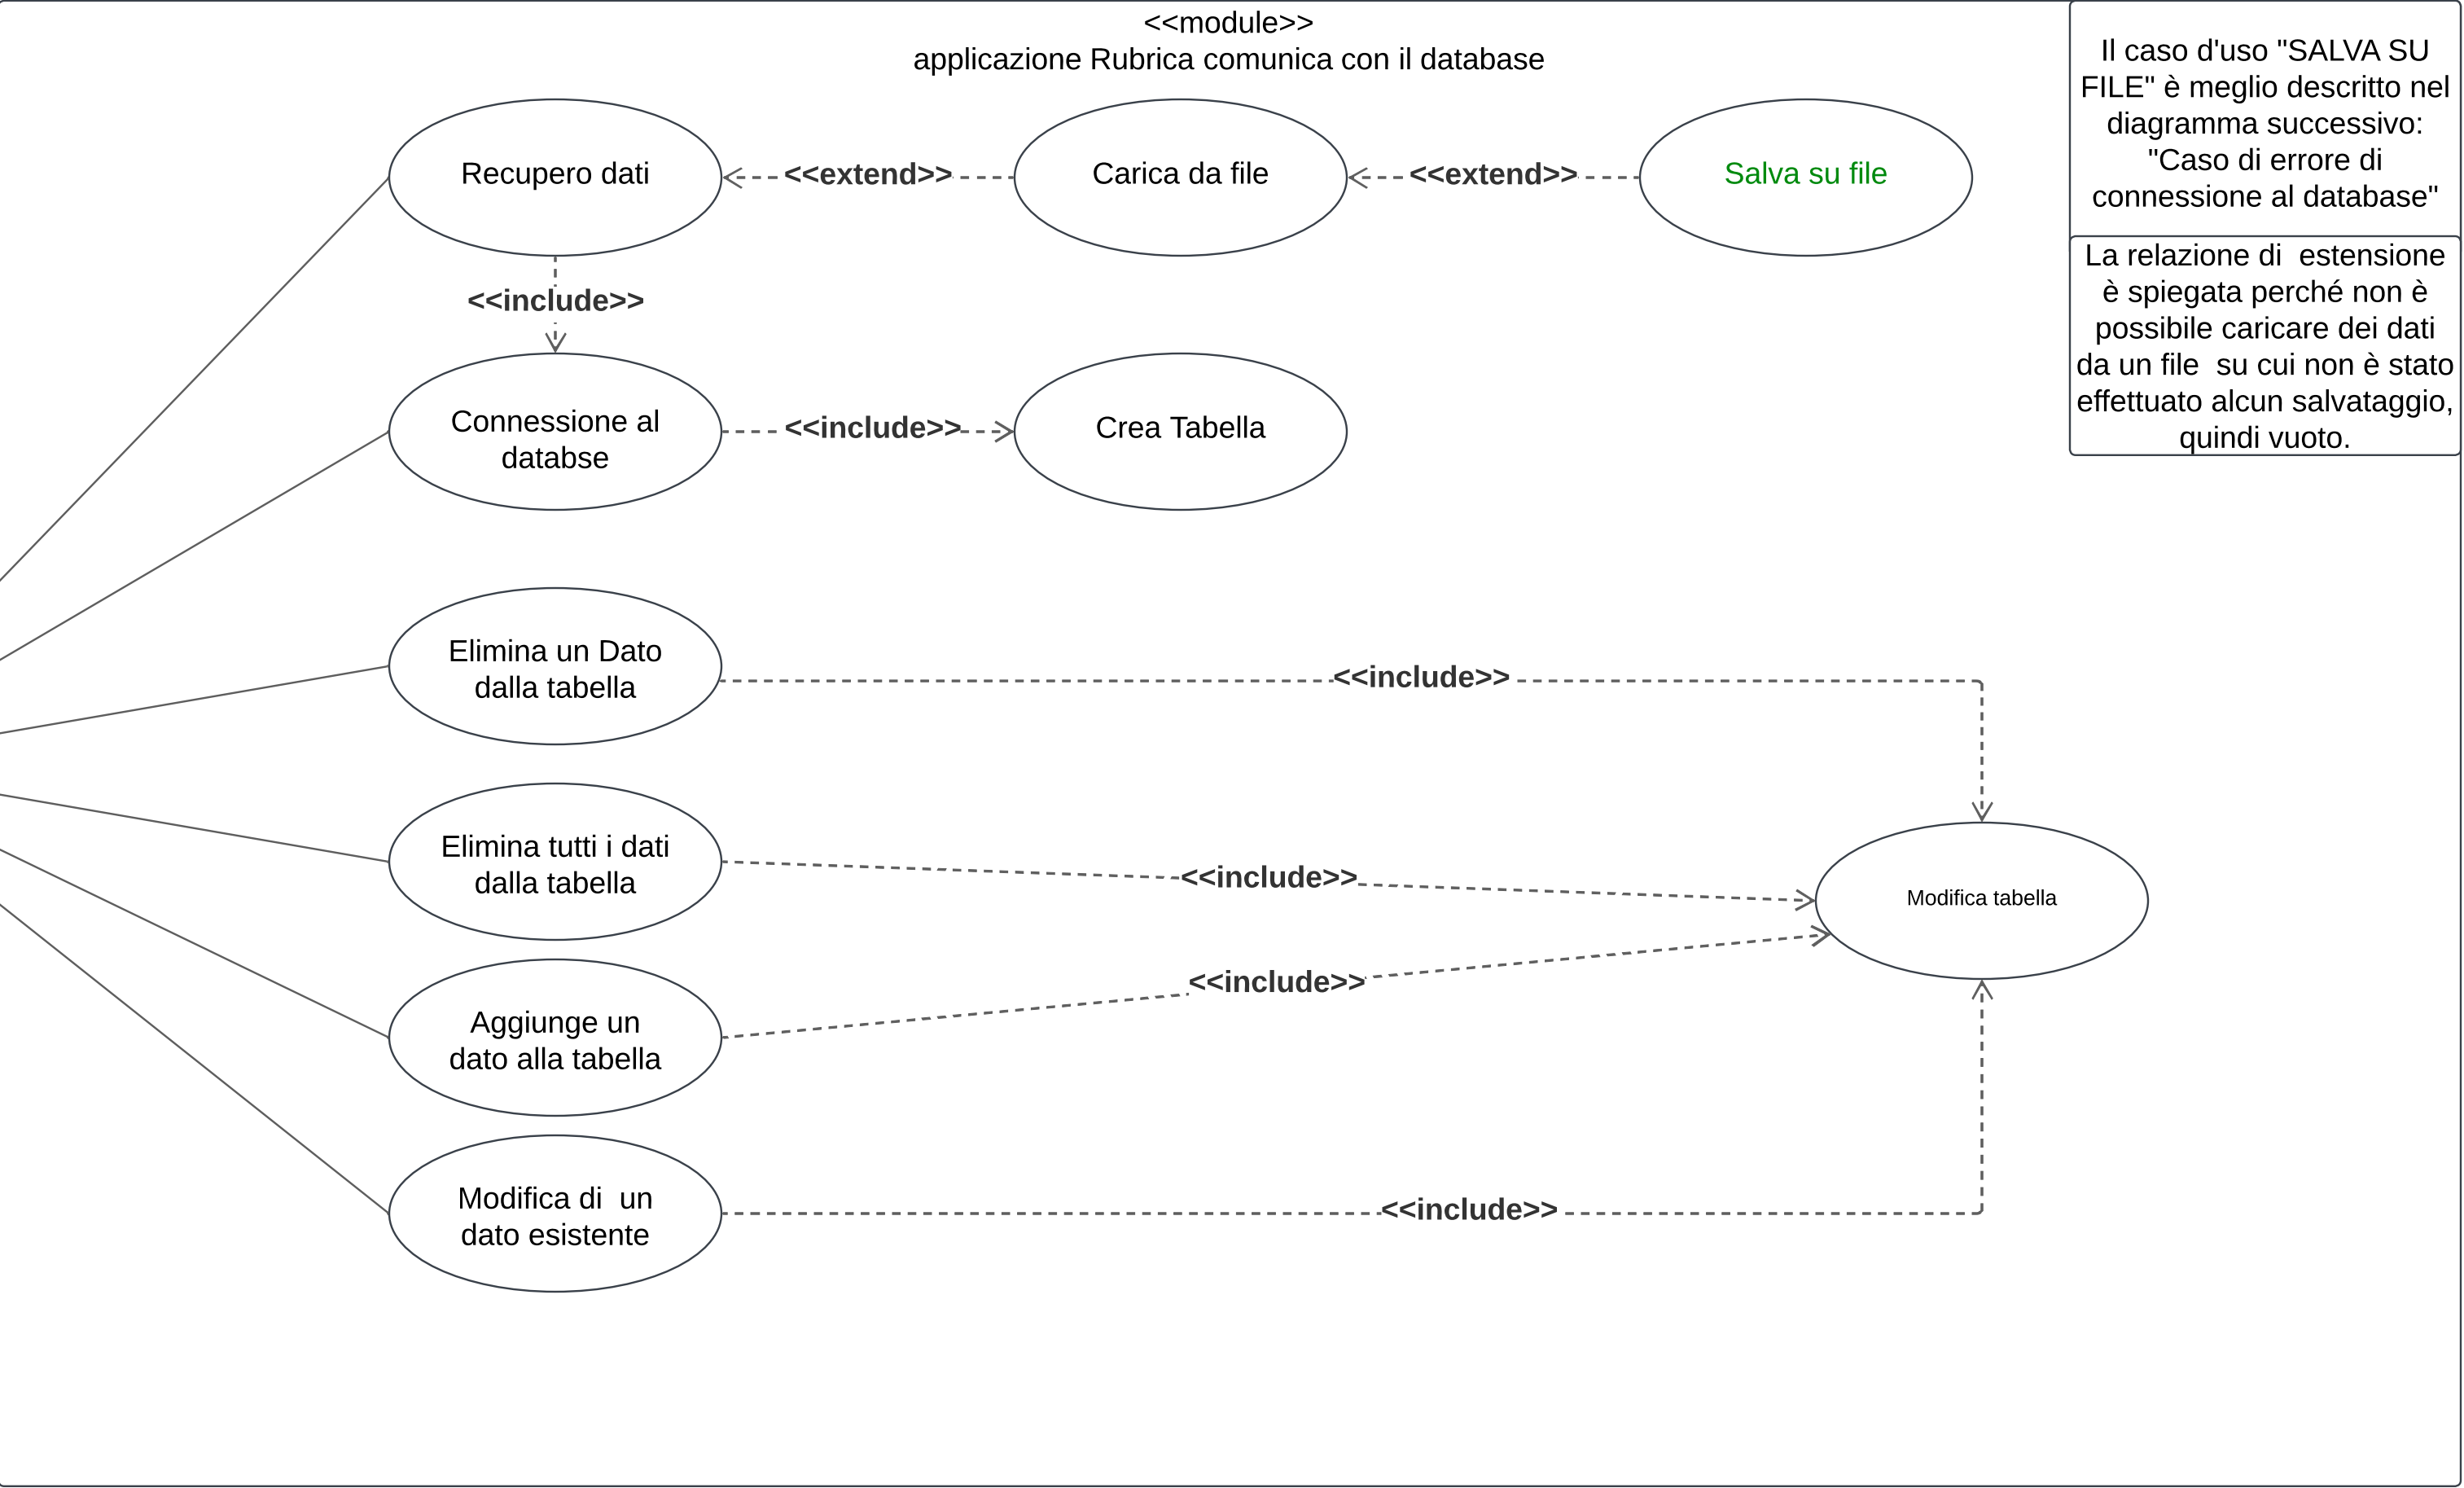 <<module>>
applicazione Rubrica comunica con il database
Il caso d'uso "SALVA SU
FILE" è meglio descritto nel
diagramma successivo:
"Caso di errore di
connessione al database"
La relazione di  estensione
è spiegata perché non è
possibile caricare dei dati
da un file  su cui non è stato
effettuato alcun salvataggio,
quindi vuoto.
Recupero dati
<<extend>>
Carica da file
<<extend>>
Salva su file
<<include>>
Connessione al
databse
<<include>>
Crea Tabella
Elimina un Dato
dalla tabella
<<include>>
Elimina tutti i dati
dalla tabella
<<include>>
Modifica tabella
Aggiunge un
dato alla tabella
<<include>>
Modifica di  un
dato esistente
<<include>>